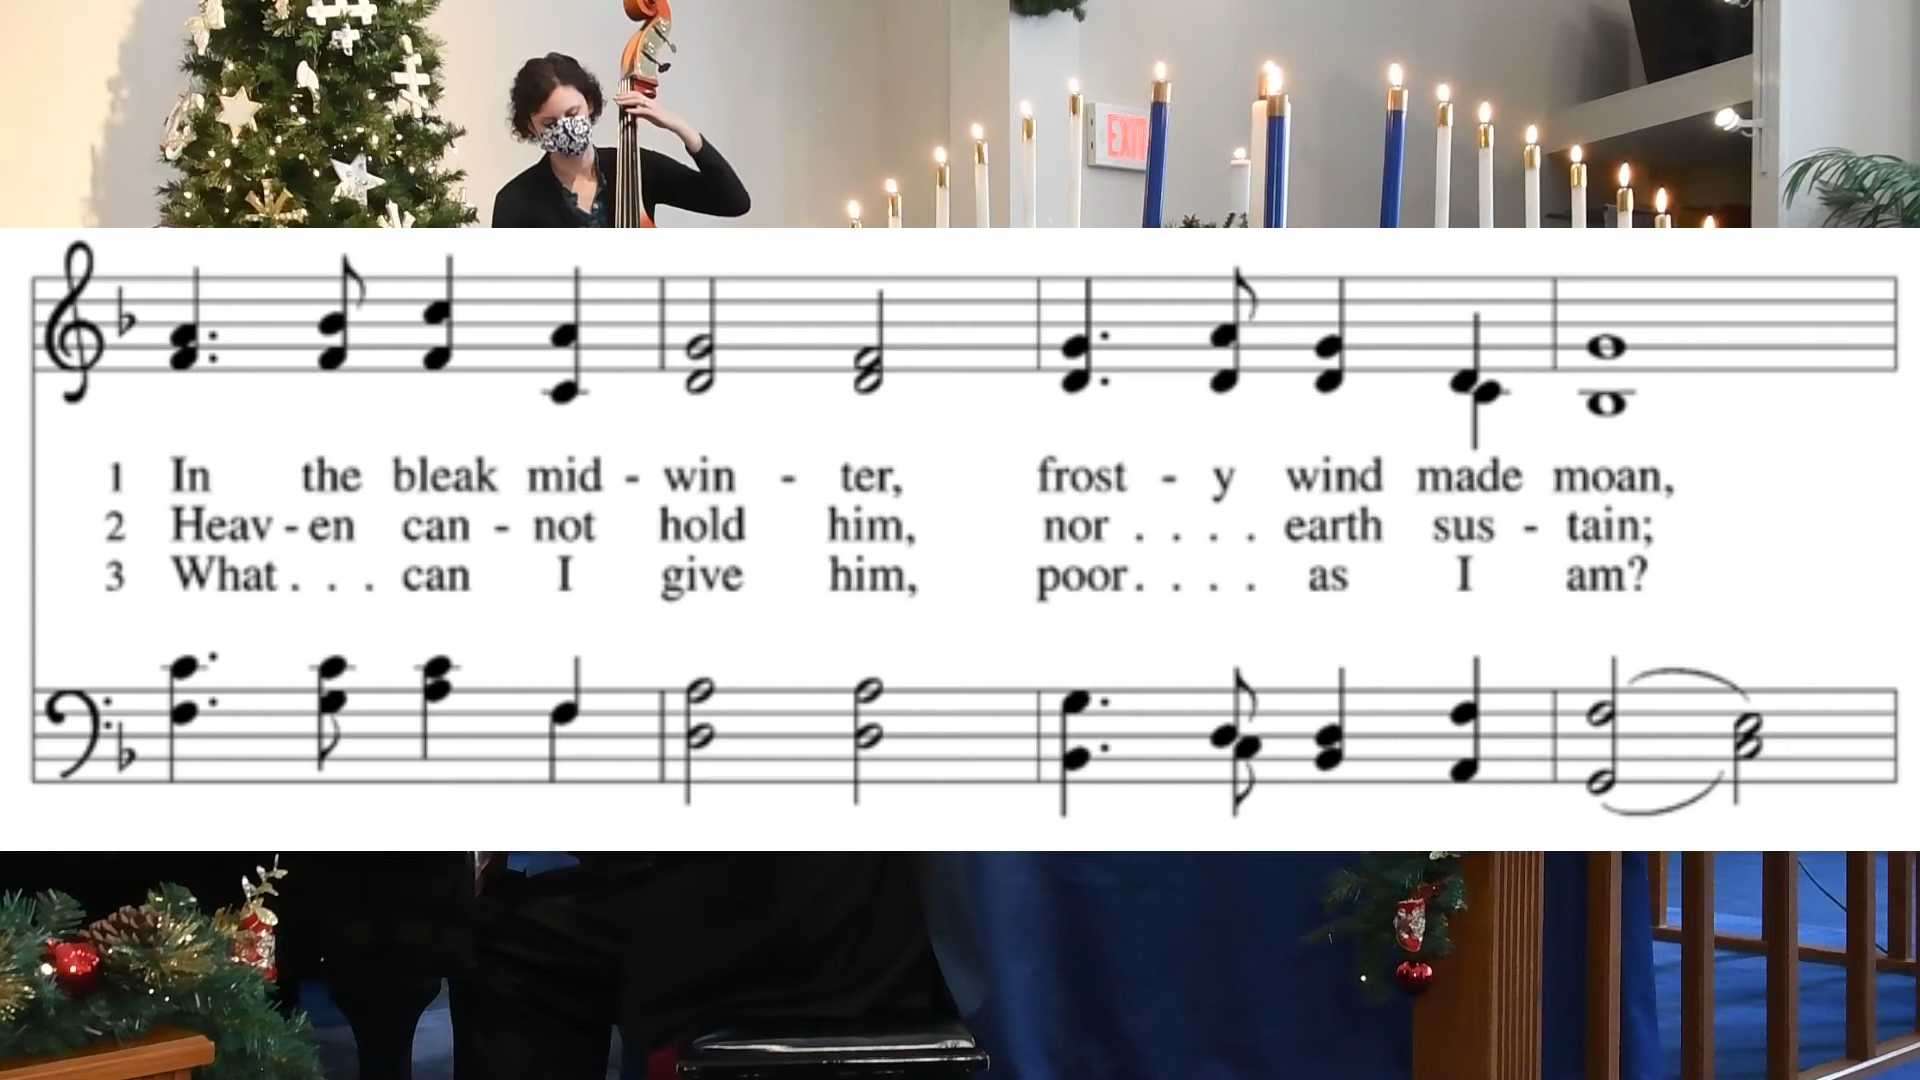 EXIT
1 In the bleak mid - win - ter, frost - y wind made moan,
2 Heav - en can - not hold him, nor . . . . earth sus - tain;
3 What . . . can I give him, poor. . . . as I am?